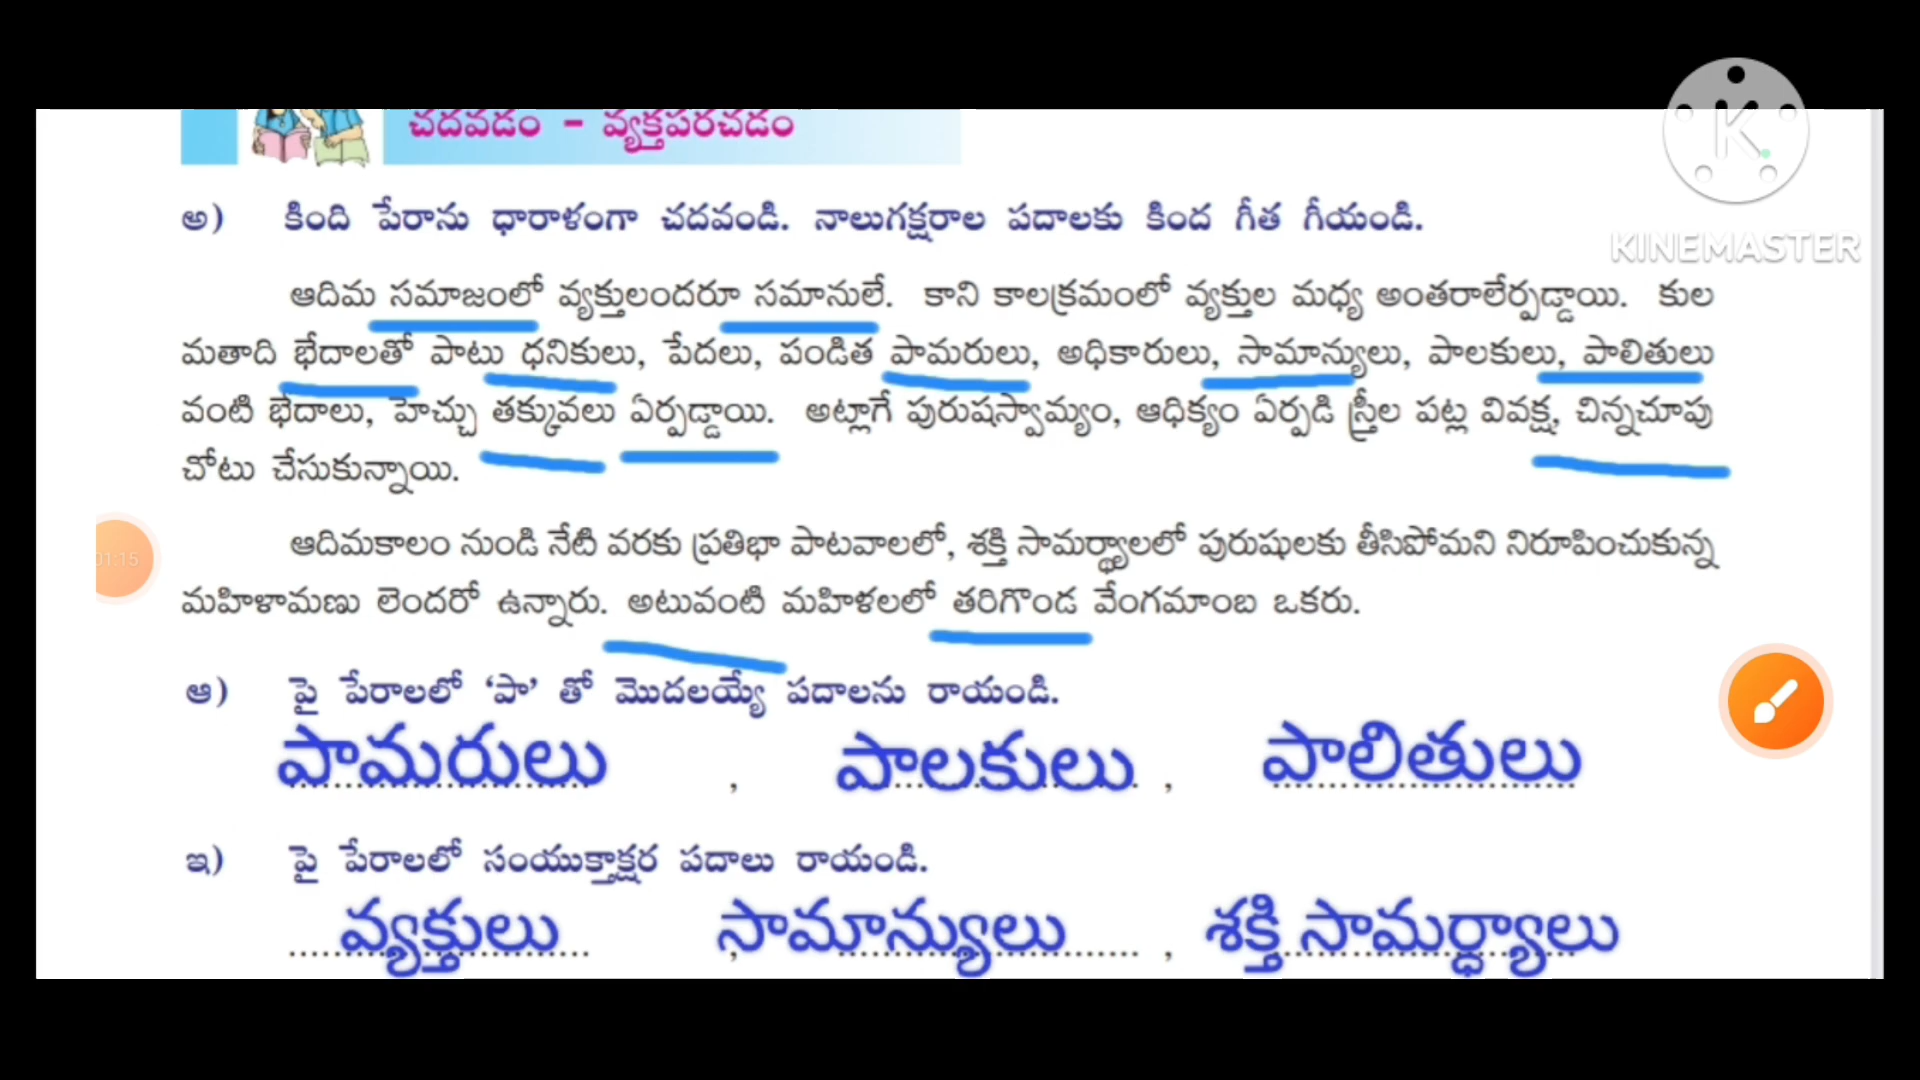 చదవడం - వ్యక్తపరచడం
KINEMASTER
అ) కింది పేరాను ధారాళంగా చదవండి. నాలుగక్షరాల పదాలకు కింద గీత గీయండి.
ఆదిమ సమాజంలో వ్యక్తులందరూ సమానులే. కాని కాలక్రమంలో వ్యక్తుల మధ్య అంతరాలేర్పడ్డాయి. కుల
మతాది భేదాలతో పాటు ధనికులు, పేదలు, పండిత పామరులు, అధికారులు, సామాన్యులు, పాలకులు, పాలితులు
వంటి భేదాలు, హెచ్చు తక్కువలు ఏర్పడ్డాయి. అట్లాగే పురుషస్వామ్యం, ఆధిక్యం ఏర్పడి స్త్రీల పట్ల వివక్ష, చిన్నచూపు
చోటు చేసుకున్నాయి.
ఆదిమకాలం నుండి నేటి వరకు ప్రతిభా పాటవాలలో, శక్తి సామర్థ్యాలలో పురుషులకు తీసిపోమని నిరూపించుకున్న
మహిళామణు లెందరో ఉన్నారు. అటువంటి మహిళలలో తరిగొండ వేంగమాంబ ఒకరు.
01:15
ఆ) పై పేరాలలో ‘పా’ తో మొదలయ్యే పదాలను రాయండి.
పామరులు , పాలకులు , పాలితులు
ఇ) పై పేరాలలో సంయుక్తాక్షర పదాలు రాయండి.
వ్యక్తులు , సామాన్యులు , శక్తి సామర్ధ్యాలు